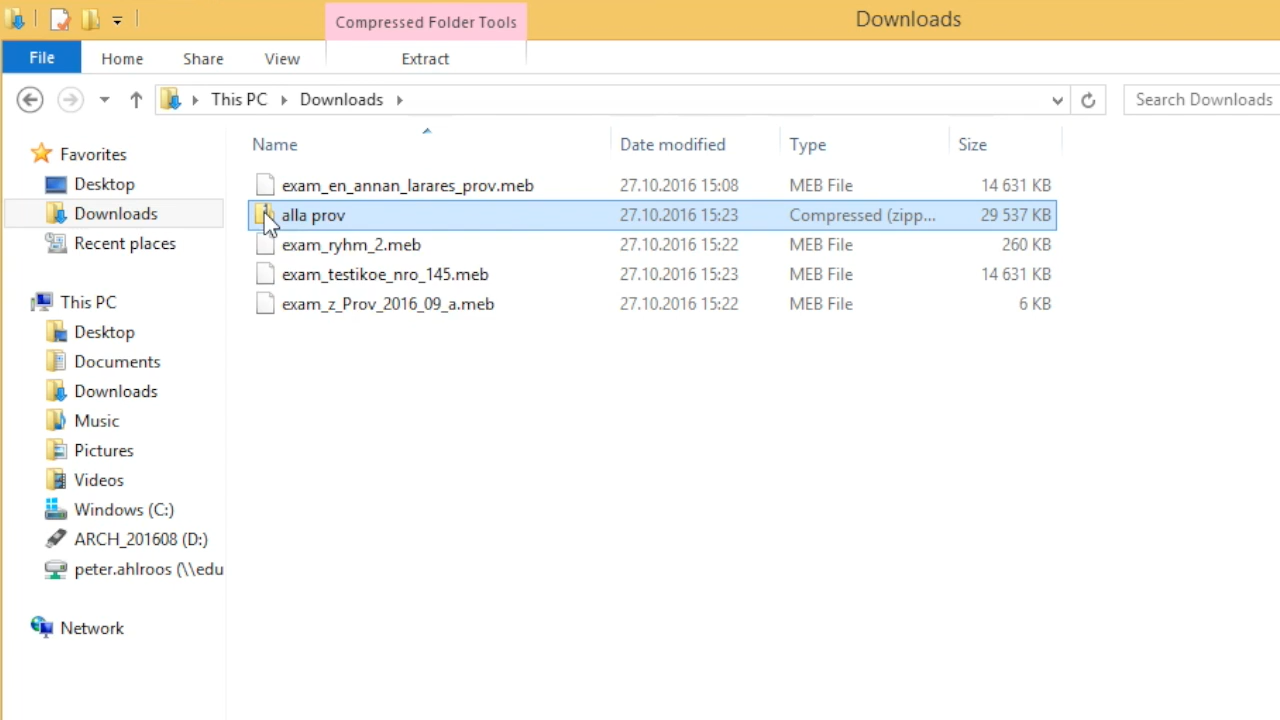 Compressed Folder Tools
Downloads
File Home Share View Extract
This PC Downloads
Search Downloads
Name Date modified Type Size
exam_en_annan_larares_prov.meb 27.10.2016 15:08 MEB File 14 631 KB
alla prov 27.10.2016 15:23 Compressed (zipp... 29 537 KB
exam_ryhm_2.meb 27.10.2016 15:22 MEB File 260 KB
exam_testikoe_nro_145.meb 27.10.2016 15:23 MEB File 14 631 KB
exam_z_Prov_2016_09_a.meb 27.10.2016 15:22 MEB File 6 KB
Favorites
Desktop
Downloads
Recent places
This PC
Desktop
Documents
Downloads
Music
Pictures
Videos
Windows (C:)
ARCH_201608 (D:)
peter.ahlroos (\\edu
Network